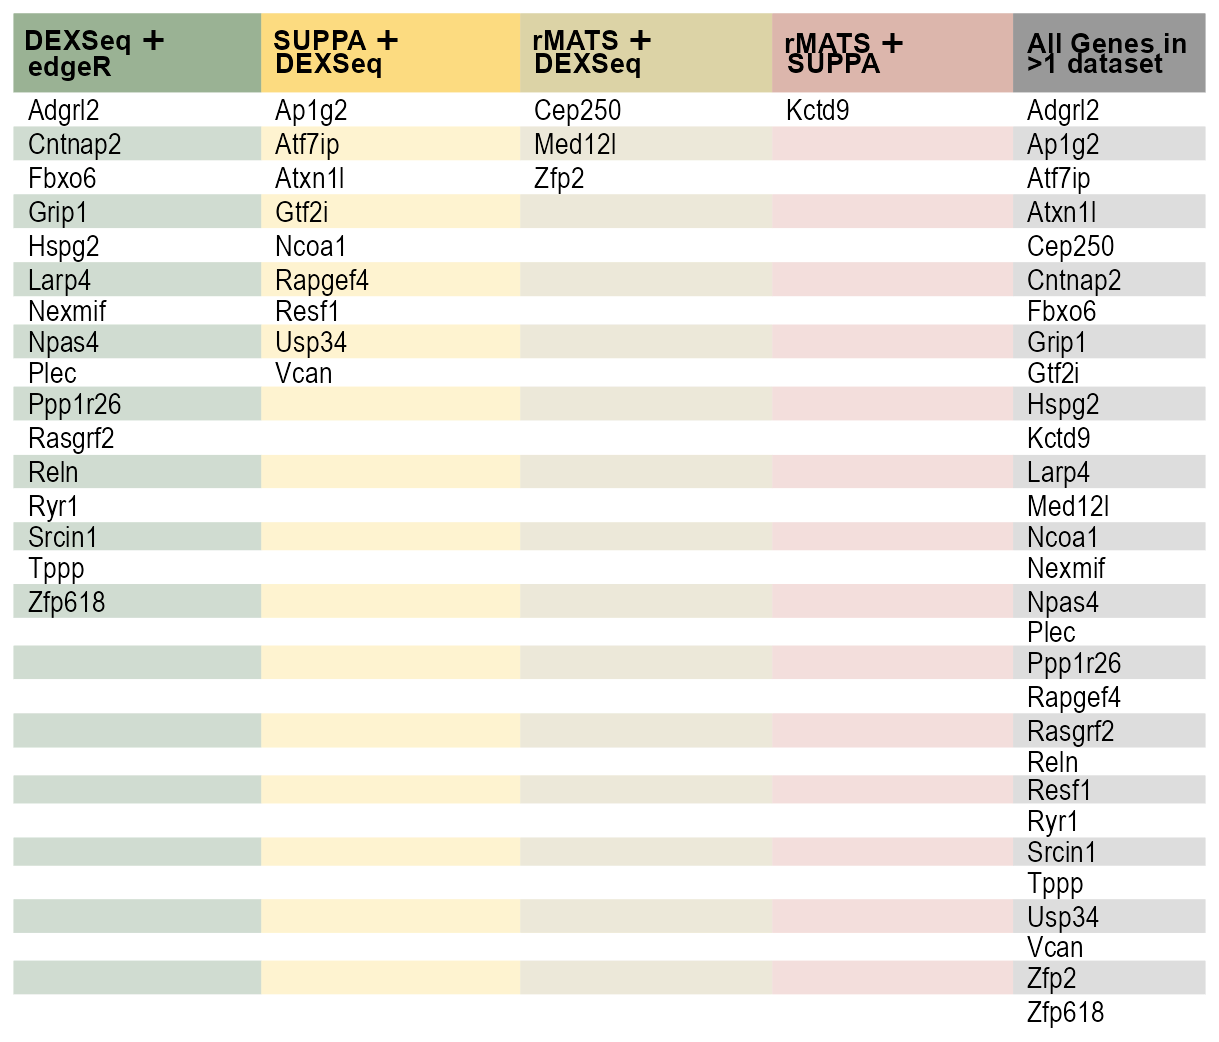 DEXSeq + edgeR SUPPA + DEXSeq rMATS + DEXSeq rMATS + SUPPA All Genes in >1 dataset
Adgrl2 Ap1g2 Cep250 Kctd9 Adgrl2
Cntnap2 Atf7ip Med12l Ap1g2
Fbxo6 Atxn1l Zfp2 Atf7ip
Grip1 Gtf2i Atxn1l
Hspg2 Ncoa1 Cep250
Larp4 Rapgef4 Cntnap2
Nexmif Resf1 Fbxo6
Npas4 Usp34 Grip1
Plec Vcan Gtf2i
Ppp1r26 Hspg2
Rasgrf2 Kctd9
Reln Larp4
Ryr1 Med12l
Srcin1 Ncoa1
Tppp Nexmif
Zfp618 Npas4
Plec
Ppp1r26
Rapgef4
Rasgrf2
Reln
Resf1
Ryr1
Srcin1
Tppp
Usp34
Vcan
Zfp2
Zfp618